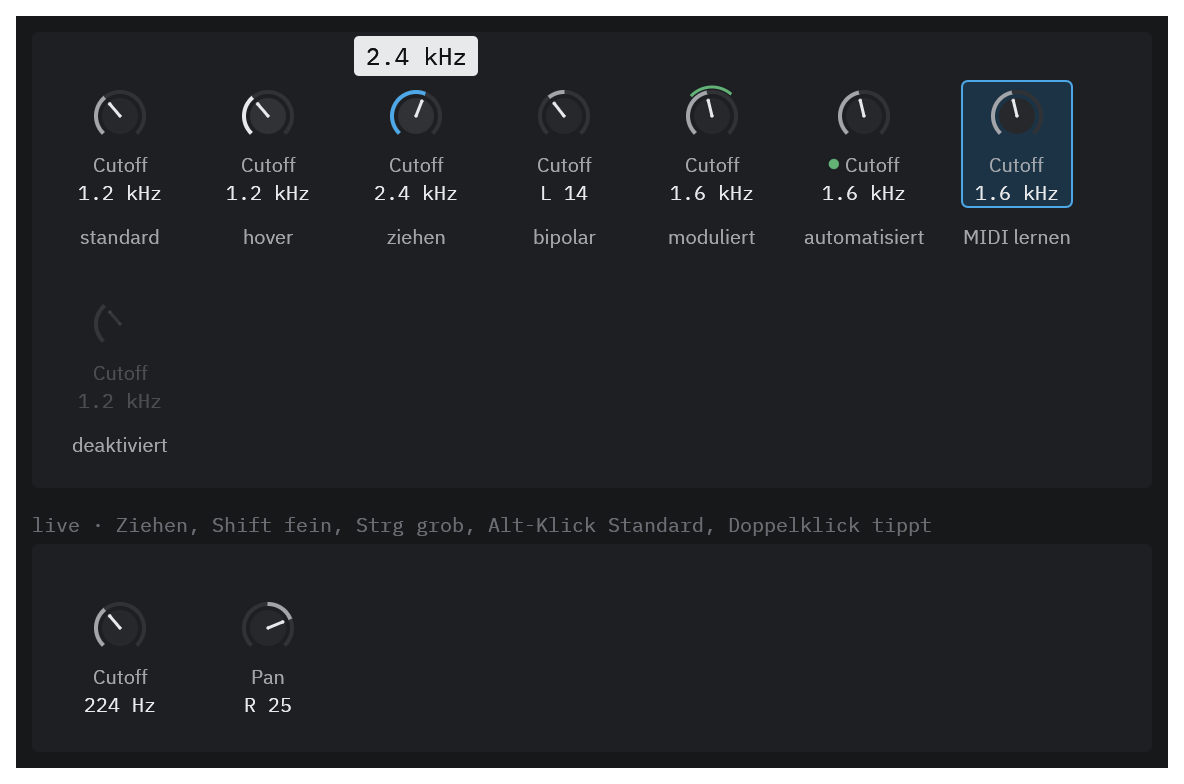 2.4 kHz
Cutoff Cutoff Cutoff Cutoff Cutoff Cutoff Cutoff
1.2 kHz 1.2 kHz 2.4 kHz L 14 1.6 kHz 1.6 kHz 1.6 kHz
standard hover ziehen bipolar moduliert automatisiert MIDI lernen
Cutoff
1.2 kHz
deaktiviert
live · Ziehen, Shift fein, Strg grob, Alt-Klick Standard, Doppelklick tippt
Cutoff Pan
224 Hz R 25